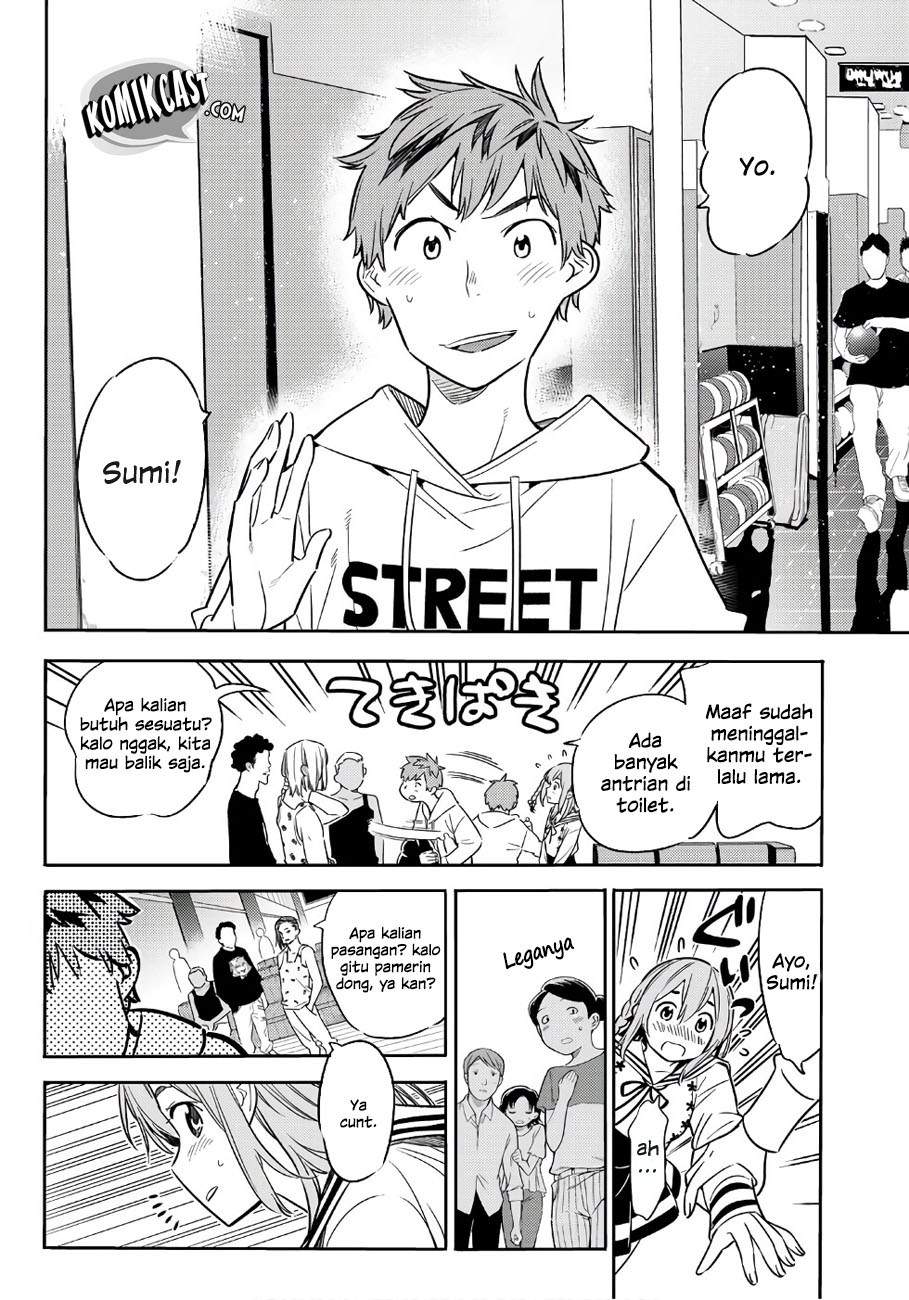 KOMIKCAST
.COM
Yo.
Sumi!
STREET
てきぱき
Maaf sudah
meninggal-
kanmu ter-
lalu lama.
Ada
banyak
antrian di
toilet.
Apa kalian
butuh sesuatu?
kalo nggak, kita
mau balik saja.
Ayo,
Sumi!
ah
...
Leganya
Apa kalian
pasangan? kalo
gitu pamerin
dong, ya kan?
Ya
cunt.